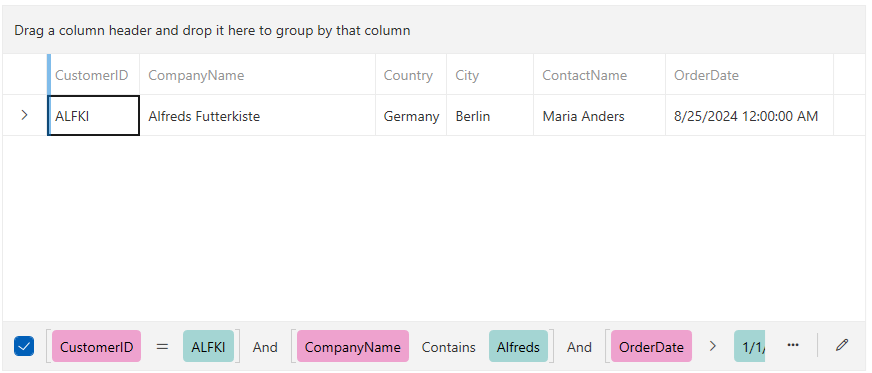 Drag a column header and drop it here to group by that column
CustomerID CompanyName Country City ContactName OrderDate
ALFKI Alfreds Futterkiste Germany Berlin Maria Anders 8/25/2024 12:00:00 AM
CustomerID = ALFKI And CompanyName Contains Alfreds And OrderDate > 1/1/ ...